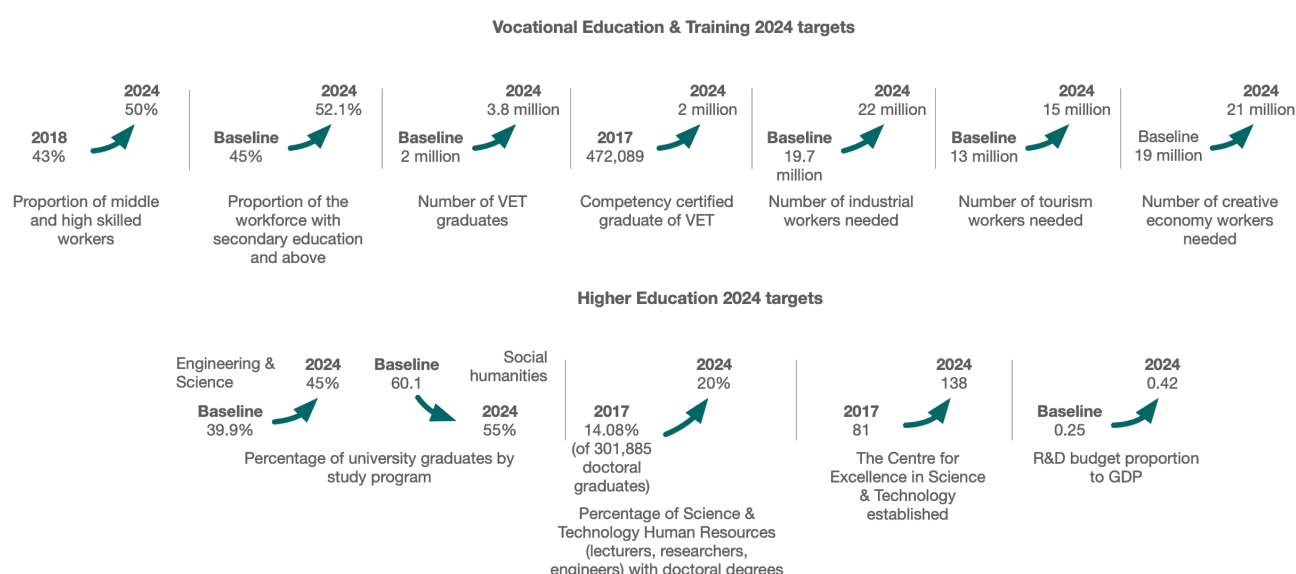 Vocational Education & Training 2024 targets
2018
43%
2024
50%
Proportion of middle
and high skilled
workers
Baseline
45%
2024
52.1%
Proportion of the
workforce with
secondary education
and above
Baseline
2 million
2024
3.8 million
Number of VET
graduates
2017
472,089
2024
2 million
Competency certified
graduate of VET
Baseline
19.7
million
2024
22 million
Number of industrial
workers needed
Baseline
13 million
2024
15 million
Number of tourism
workers needed
Baseline
19 million
2024
21 million
Number of creative
economy workers
needed
Higher Education 2024 targets
Engineering &
Science
Baseline
39.9%
2024
45%
Baseline
60.1
Social
humanities
2024
55%
Percentage of university graduates by
study program
2017
14.08%
(of 301,885
doctoral
graduates)
2024
20%
Percentage of Science &
Technology Human Resources
(lecturers, researchers,
engineers) with doctoral degrees
2017
81
2024
138
The Centre for
Excellence in Science
& Technology
established
Baseline
0.25
2024
0.42
R&D budget proportion
to GDP